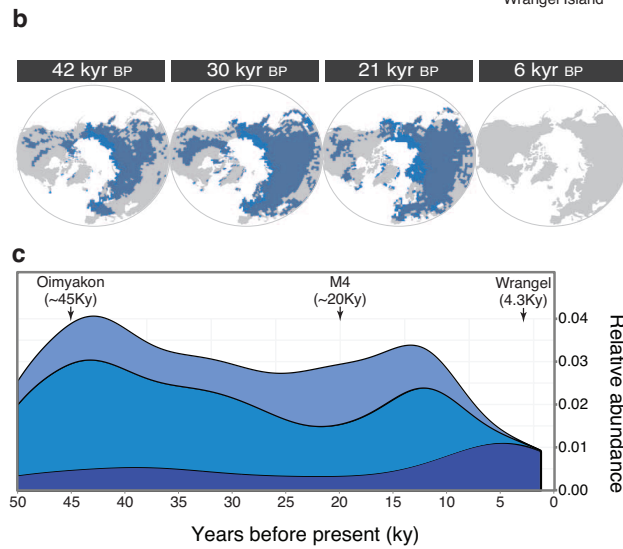 Wrangel Island
b
42 kyr BP 30 kyr BP 21 kyr BP 6 kyr BP
c
Oimyakon M4 Wrangel
(~45Ky) (~20Ky) (4.3Ky)
0.04
0.03
0.02
0.01
0.00
Relative abundance
50 45 40 35 30 25 20 15 10 5 0
Years before present (ky)